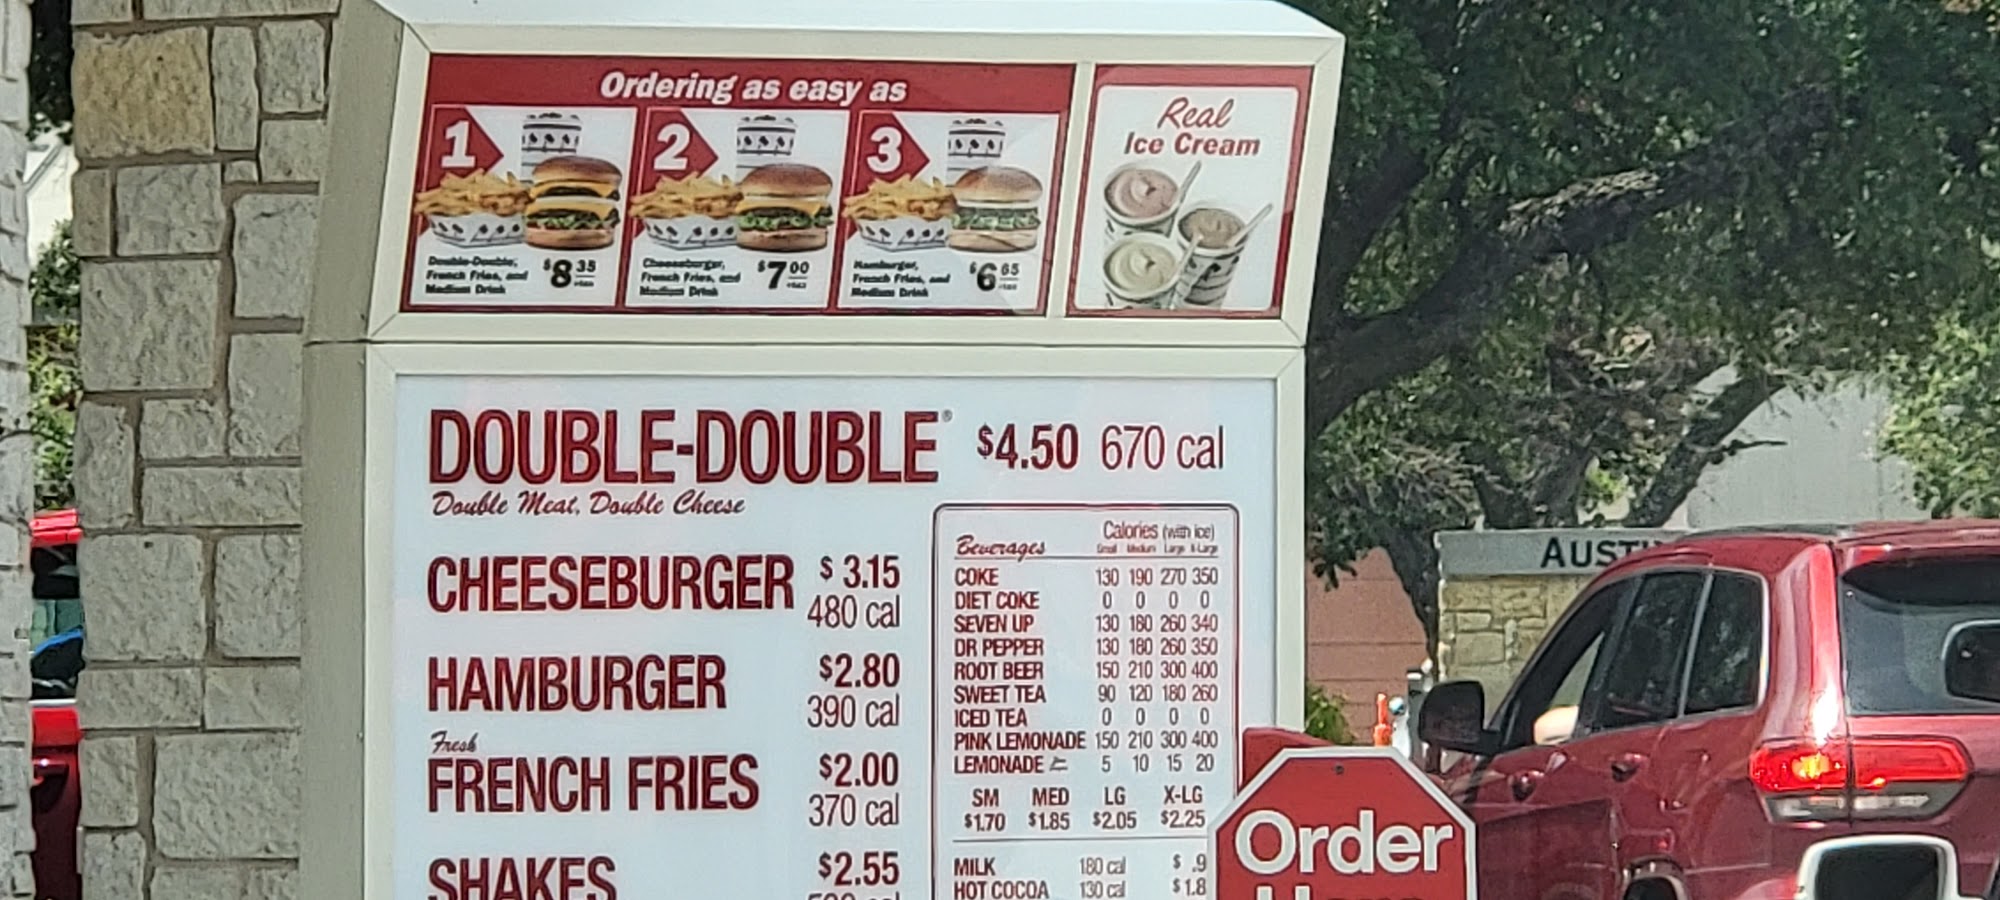 Ordering as easy as
1
Double-Double,
French Fries, and
Medium Drink
$8 35
+tax
2
Cheeseburger,
French Fries, and
Medium Drink
$7 00
+tax
3
Hamburger,
French Fries, and
Medium Drink
$6 65
+tax
Real
Ice Cream
DOUBLE-DOUBLE® $4.50 670 cal
Double Meat, Double Cheese
CHEESEBURGER $3.15
480 cal
HAMBURGER $2.80
390 cal
Fresh
FRENCH FRIES $2.00
370 cal
SHAKES $2.55
Calories (with ice)
Beverages Small Medium Large X-Large
COKE 130 190 270 350
DIET COKE 0 0 0 0
SEVEN UP 130 180 260 340
DR PEPPER 130 180 260 350
ROOT BEER 150 210 300 400
SWEET TEA 90 120 180 260
ICED TEA 0 0 0 0
PINK LEMONADE 150 210 300 400
LEMONADE 5 10 15 20
SM MED LG X-LG
$1.70 $1.85 $2.05 $2.25
MILK 180 cal $ .9
HOT COCOA 130 cal $1.8
Order
AUSTI